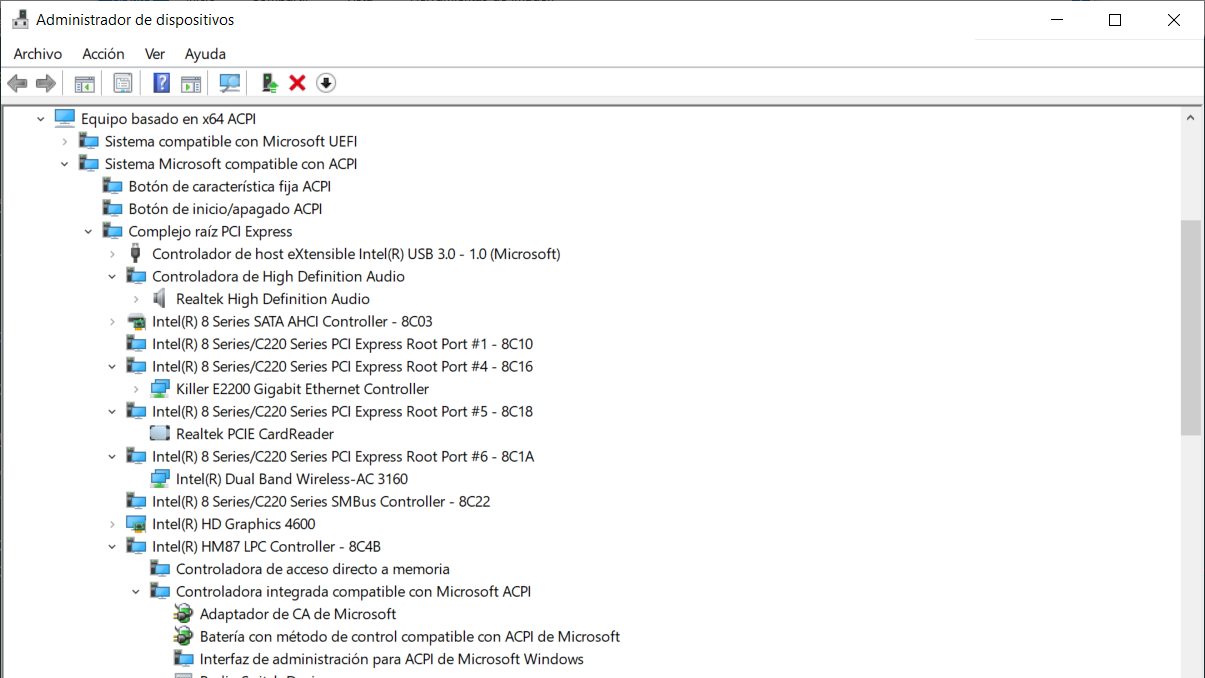 Administrador de dispositivos
Archivo Acción Ver Ayuda
Equipo basado en x64 ACPI
Sistema compatible con Microsoft UEFI
Sistema Microsoft compatible con ACPI
Botón de característica fija ACPI
Botón de inicio/apagado ACPI
Complejo raíz PCI Express
Controlador de host eXtensible Intel(R) USB 3.0 - 1.0 (Microsoft)
Controladora de High Definition Audio
Realtek High Definition Audio
Intel(R) 8 Series SATA AHCI Controller - 8C03
Intel(R) 8 Series/C220 Series PCI Express Root Port #1 - 8C10
Intel(R) 8 Series/C220 Series PCI Express Root Port #4 - 8C16
Killer E2200 Gigabit Ethernet Controller
Intel(R) 8 Series/C220 Series PCI Express Root Port #5 - 8C18
Realtek PCIE CardReader
Intel(R) 8 Series/C220 Series PCI Express Root Port #6 - 8C1A
Intel(R) Dual Band Wireless-AC 3160
Intel(R) 8 Series/C220 Series SMBus Controller - 8C22
Intel(R) HD Graphics 4600
Intel(R) HM87 LPC Controller - 8C4B
Controladora de acceso directo a memoria
Controladora integrada compatible con Microsoft ACPI
Adaptador de CA de Microsoft
Batería con método de control compatible con ACPI de Microsoft
Interfaz de administración para ACPI de Microsoft Windows